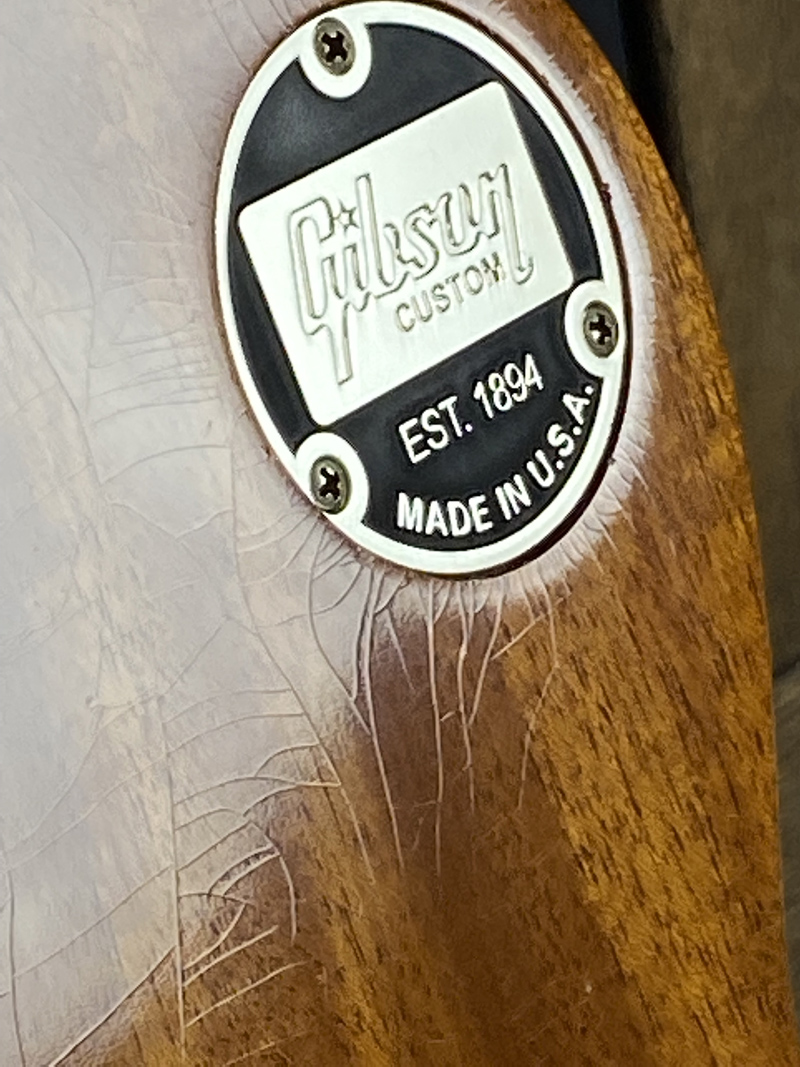 Gibson
CUSTOM
EST. 1894
MADE IN U.S.A.